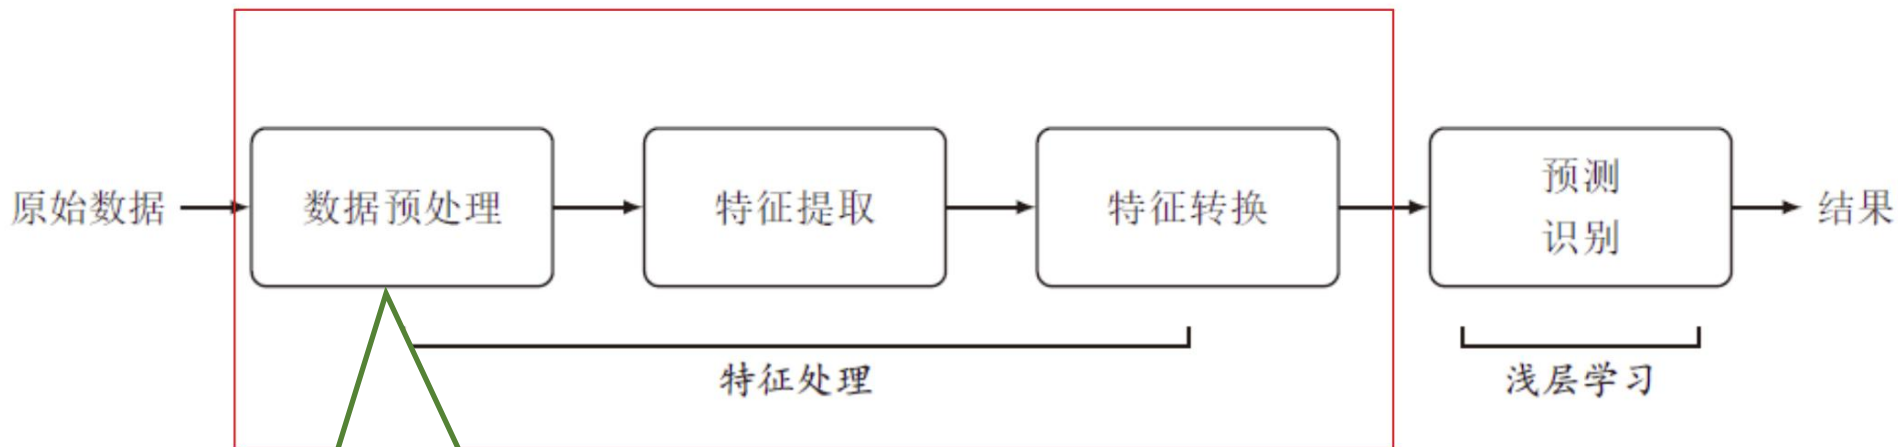 原始数据
数据预处理
特征提取
特征转换
预测
识别
结果
特征处理
浅层学习